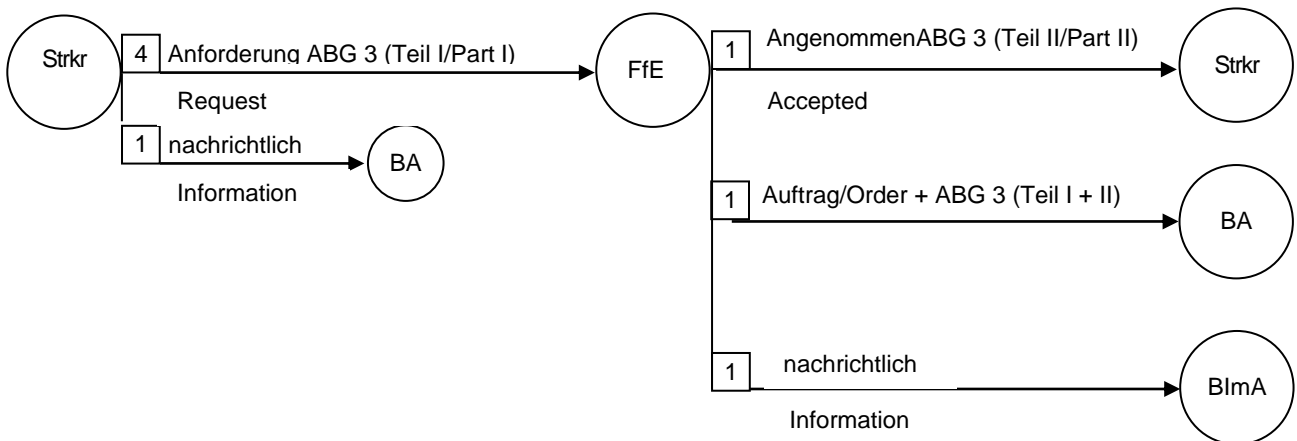 Strkr
4 Anforderung ABG 3 (Teil I/Part I)
Request
1 nachrichtlich
Information
BA
FfE
1 AngenommenABG 3 (Teil II/Part II)
Accepted
Strkr
1 Auftrag/Order + ABG 3 (Teil I + II)
BA
1 nachrichtlich
Information
BImA